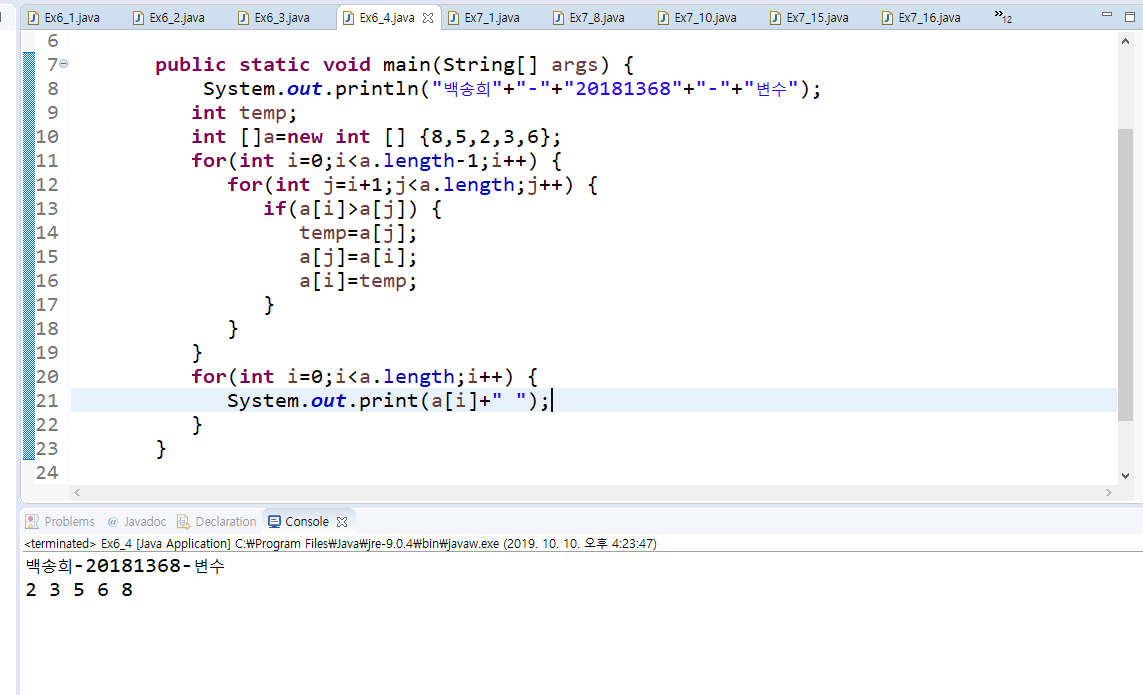 Ex6_1.java Ex6_2.java Ex6_3.java Ex6_4.java Ex7_1.java Ex7_8.java Ex7_10.java Ex7_15.java Ex7_16.java »12
6
7 public static void main(String[] args) {
8 System.out.println("백송희"+"-"+"20181368"+"-"+"변수");
9 int temp;
10 int []a=new int [] {8,5,2,3,6};
11 for(int i=0;i<a.length-1;i++) {
12 for(int j=i+1;j<a.length;j++) {
13 if(a[i]>a[j]) {
14 temp=a[j];
15 a[j]=a[i];
16 a[i]=temp;
17 }
18 }
19 }
20 for(int i=0;i<a.length;i++) {
21 System.out.print(a[i]+" ");
22 }
23 }
24
Problems @ Javadoc Declaration Console
<terminated> Ex6_4 [Java Application] C:₩Program Files₩Java₩jre-9.0.4₩bin₩javaw.exe (2019. 10. 10. 오후 4:23:47)
백송희-20181368-변수
2 3 5 6 8